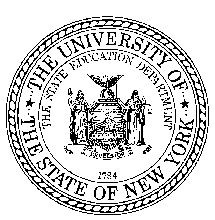 THE UNIVERSITY OF
THE STATE OF NEW YORK
THE STATE EDUCATION DEPARTMENT
1784